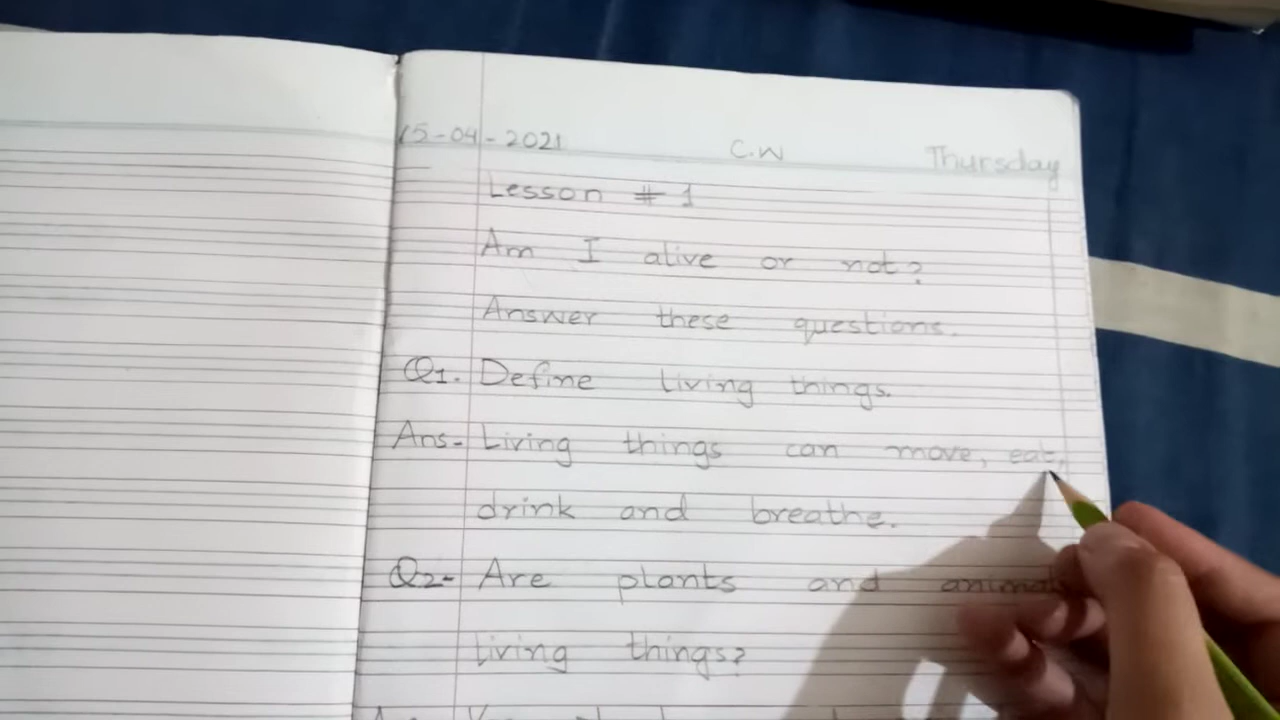 15-04-2021 C.W Thursday
Lesson # 1
Am I alive or not?
Answer these questions.
Q1. Define living things.
Ans- Living things can move, eat,
drink and breathe.
Q2- Are plants and animals
living things?